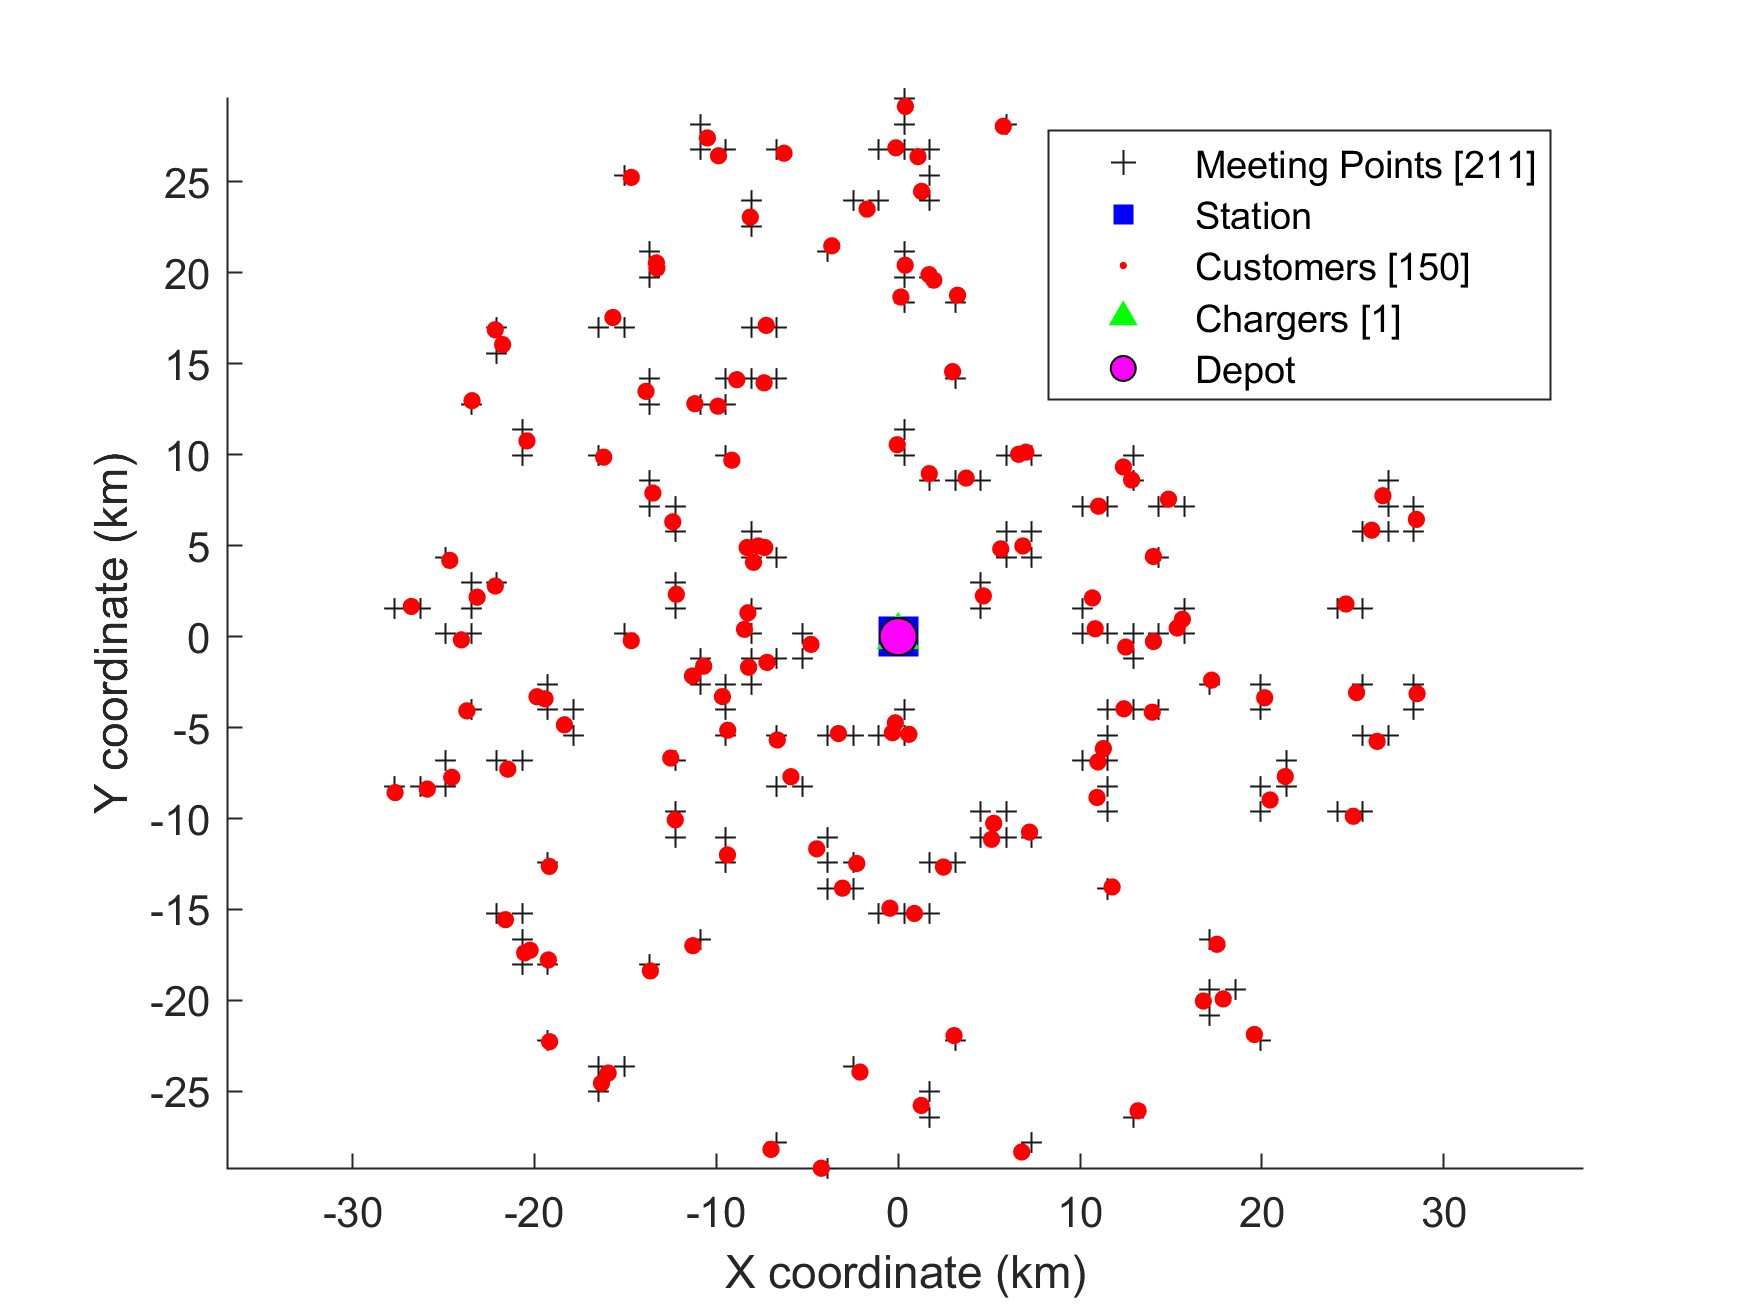 25
20
15
10
5
0
-5
-10
-15
-20
-25
Y coordinate (km)
Meeting Points [211]
Station
Customers [150]
Chargers [1]
Depot
-30
-20
-10
0
10
20
30
X coordinate (km)